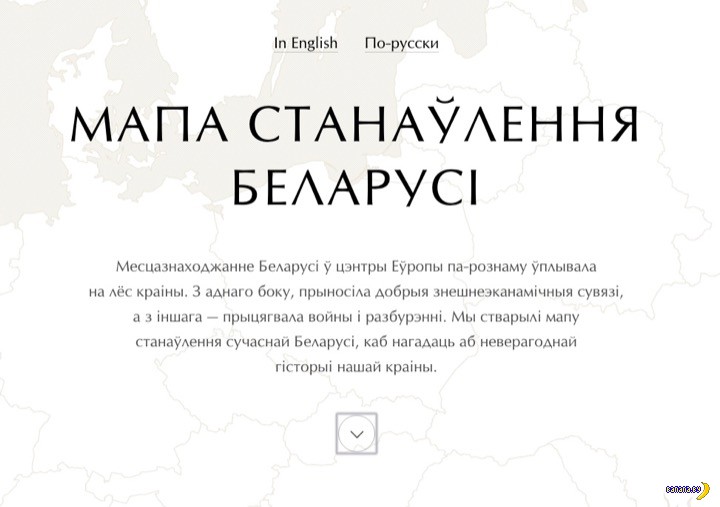 In English По-русски
МАПА СТАНАЎЛЕННЯ
БЕЛАРУСІ
Месцазнаходжанне Беларусі ў цэнтры Еўропы па-рознаму ўплывала
на лёс краіны. З аднаго боку, прыносіла добрыя знешнеэканамічныя сувязі,
а з іншага — прыцягвала войны і разбурэнні. Мы стварылі мапу
станаўлення сучаснай Беларусі, каб нагадаць аб неверагоднай
гісторыі нашай краіны.
banana.by